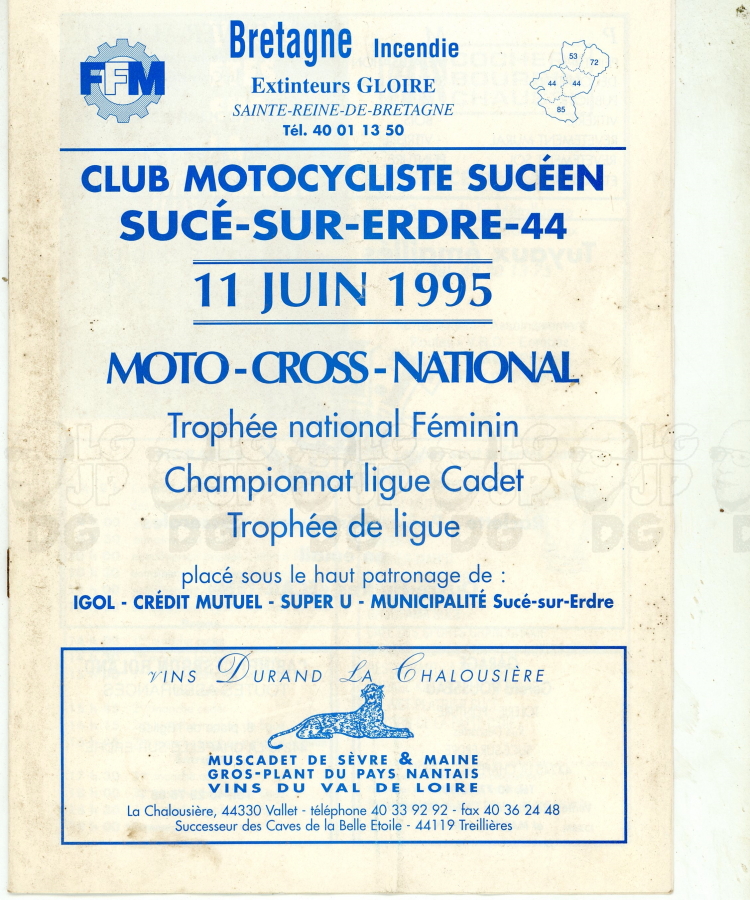 FFM
Bretagne Incendie
Extinteurs GLOIRE
SAINTE-REINE-DE-BRETAGNE
Tél. 40 01 13 50
53
72
44
44
85
CLUB MOTOCYCLISTE SUCÉEN
SUCÉ-SUR-ERDRE-44
11 JUIN 1995
MOTO-CROSS-NATIONAL
Trophée national Féminin
Championnat ligue Cadet
Trophée de ligue
placé sous le haut patronage de :
IGOL - CRÉDIT MUTUEL - SUPER U - MUNICIPALITÉ Sucé-sur-Erdre
VINS DURAND LA CHALOUSIÈRE
MUSCADET DE SÈVRE & MAINE
GROS-PLANT DU PAYS NANTAIS
VINS DU VAL DE LOIRE
La Chalousière, 44330 Vallet - téléphone 40 33 92 92 - fax 40 36 24 48
Successeur des Caves de la Belle Etoile - 44119 Treillières
LG JP DG